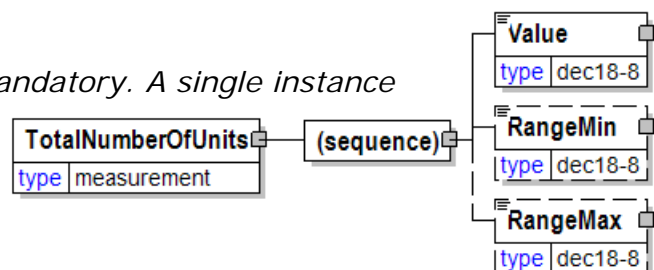 Value
type dec18-8
andatory. A single instance
RangeMin
type dec18-8
TotalNumberOfUnits
type measurement
(sequence)
RangeMax
type dec18-8